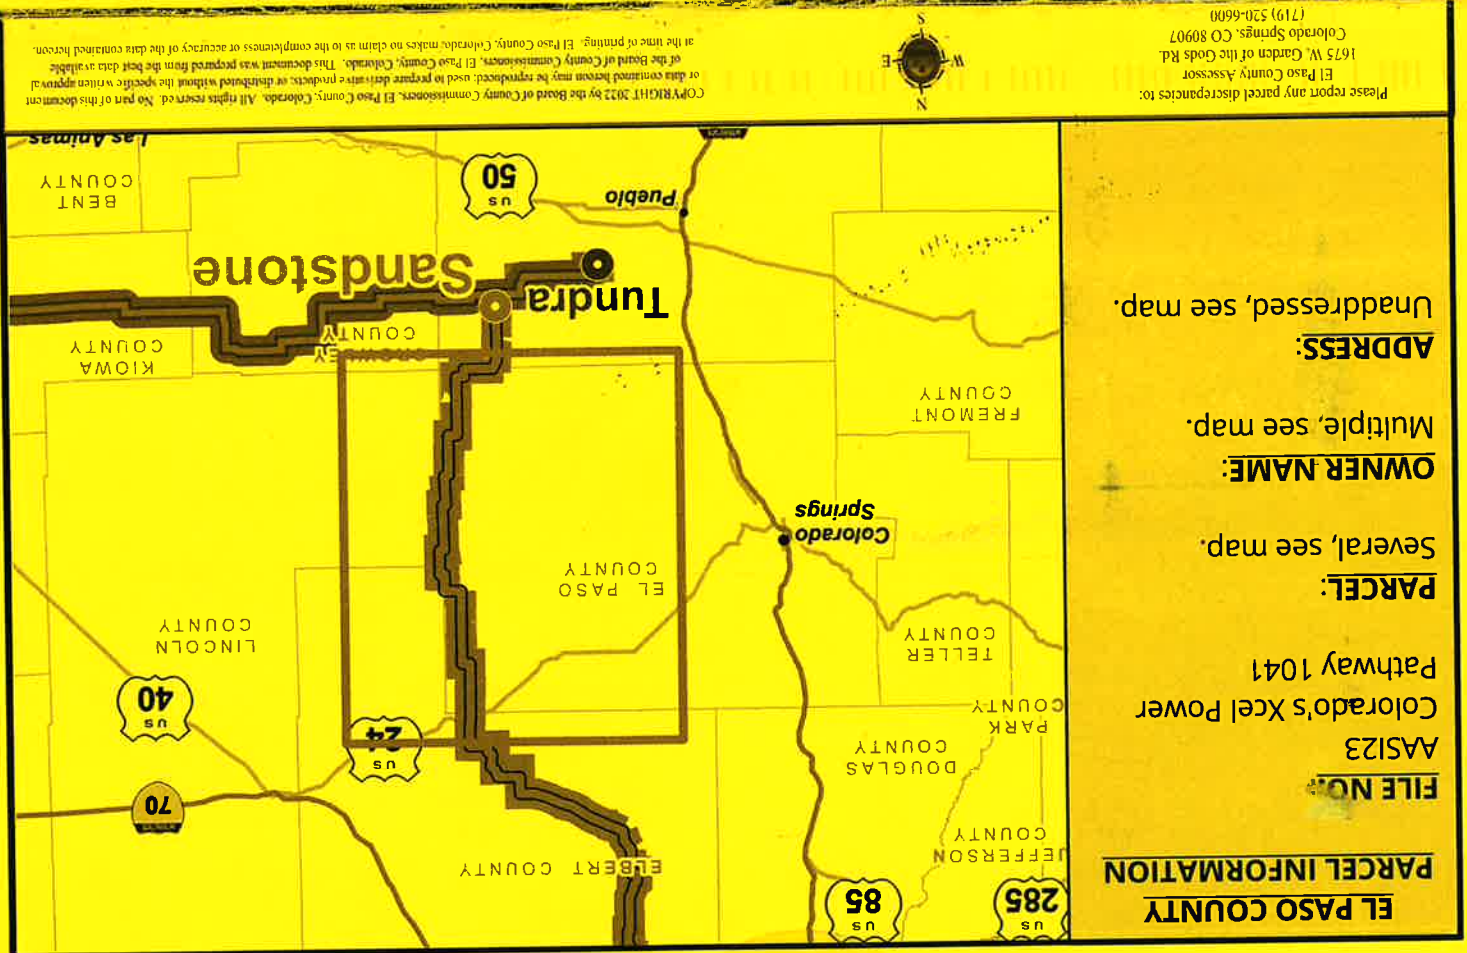 EL PASO COUNTY
PARCEL INFORMATION
FILE NO.:
AASI23
Colorado's Xcel Power
Pathway 1041
PARCEL:
Several, see map.
OWNER NAME:
Multiple, see map.
ADDRESS:
Unaddressed, see map.
US
285
US
85
JEFFERSON
COUNTY
ELBERT COUNTY
70
DOUGLAS
COUNTY
US
24
PARK
COUNTY
US
40
TELLER
COUNTY
LINCOLN
COUNTY
EL PASO
COUNTY
Colorado
Springs
FREMONT
COUNTY
KIOWA
COUNTY
CROWLEY
COUNTY
Tundra
Sandstone
Pueblo
US
50
BENT
COUNTY
Las Animas
Please report any parcel discrepancies to:
El Paso County Assessor
1675 W. Garden of the Gods Rd.
Colorado Springs, CO 80907
(719) 520-6600
N
W
E
S
COPYRIGHT 2022 by the Board of County Commissioners, El Paso County, Colorado. All rights reserved. No part of this document
or data contained hereon may be reproduced; used to prepare derivative products; or distributed without the specific written approval
of the Board of County Commissioners, El Paso County, Colorado. This document was prepared from the best data available
at the time of printing. El Paso County, Colorado, makes no claim as to the completeness or accuracy of the data contained hereon.